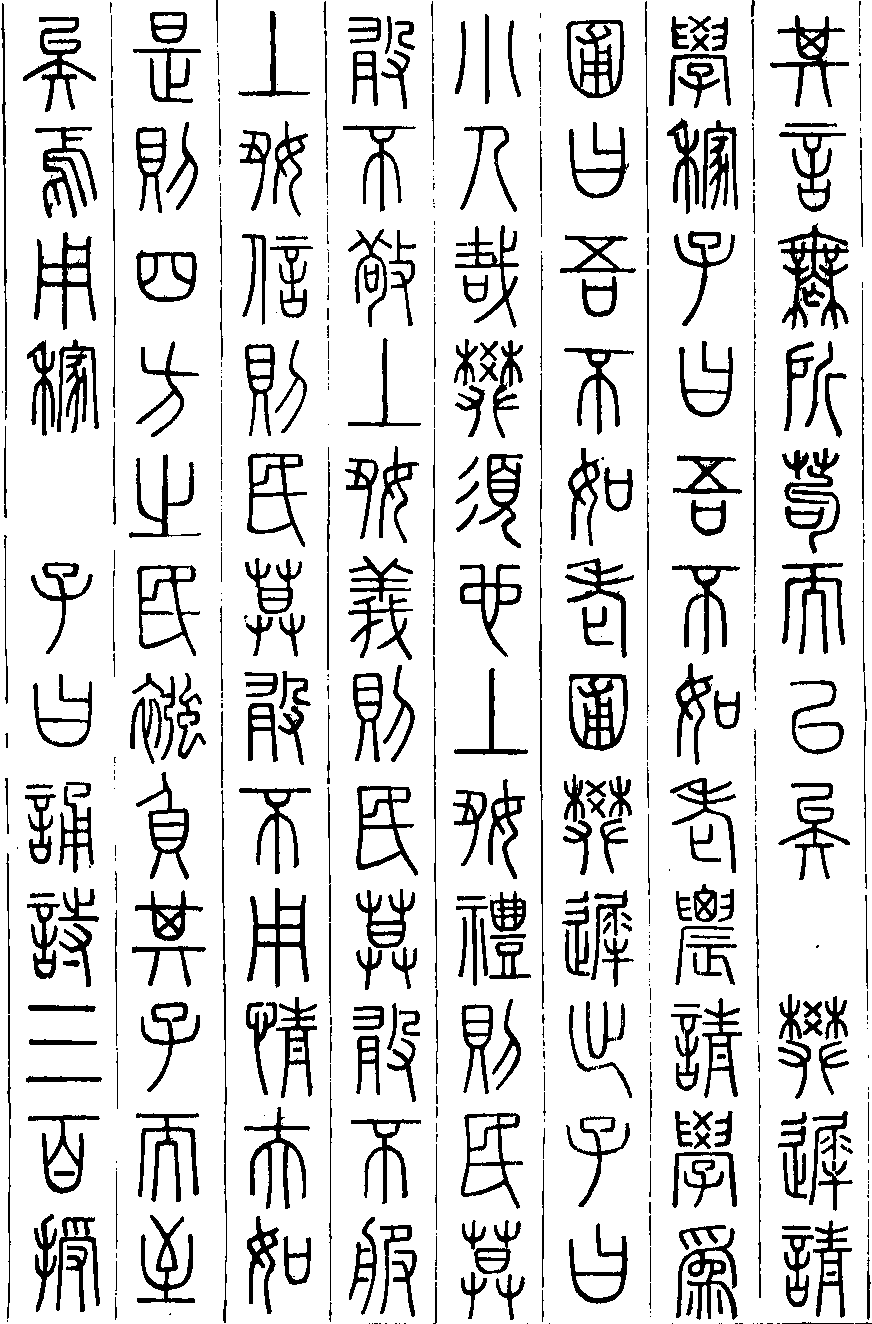 其言無所苟而已矣　樊遲請
學稼子曰吾不如老農請學爲
圃曰吾不如老圃樊遲出子曰
小人哉樊須也上好禮則民莫
敢不敬上好義則民莫敢不服
上好信則民莫敢不用情夫如
是則四方之民襁負其子而至
矣焉用稼　子曰誦詩三百授